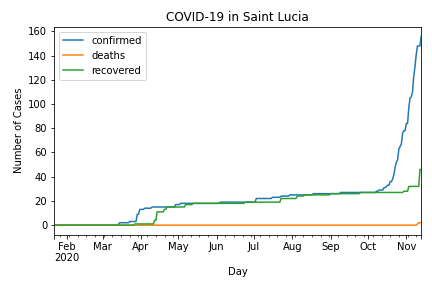 COVID-19 in Saint Lucia
160
140
120
100
80
60
40
20
0
Number of Cases
confirmed
deaths
recovered
Feb Mar Apr May Jun Jul Aug Sep Oct Nov
2020
Day